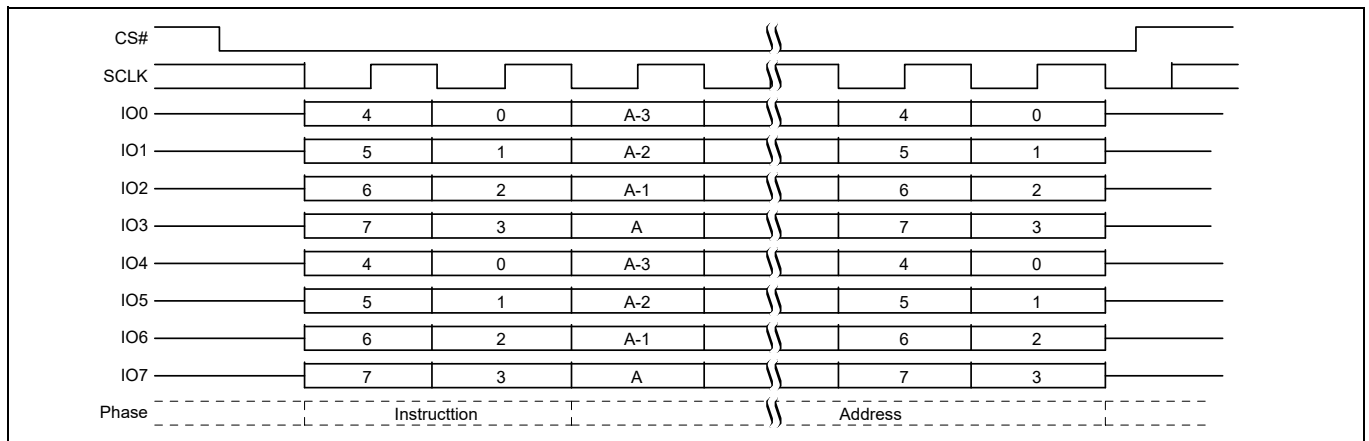 CS#
SCLK
IO0 4 0 A-3 4 0
IO1 5 1 A-2 5 1
IO2 6 2 A-1 6 2
IO3 7 3 A 7 3
IO4 4 0 A-3 4 0
IO5 5 1 A-2 5 1
IO6 6 2 A-1 6 2
IO7 7 3 A 7 3
Phase Instructtion Address